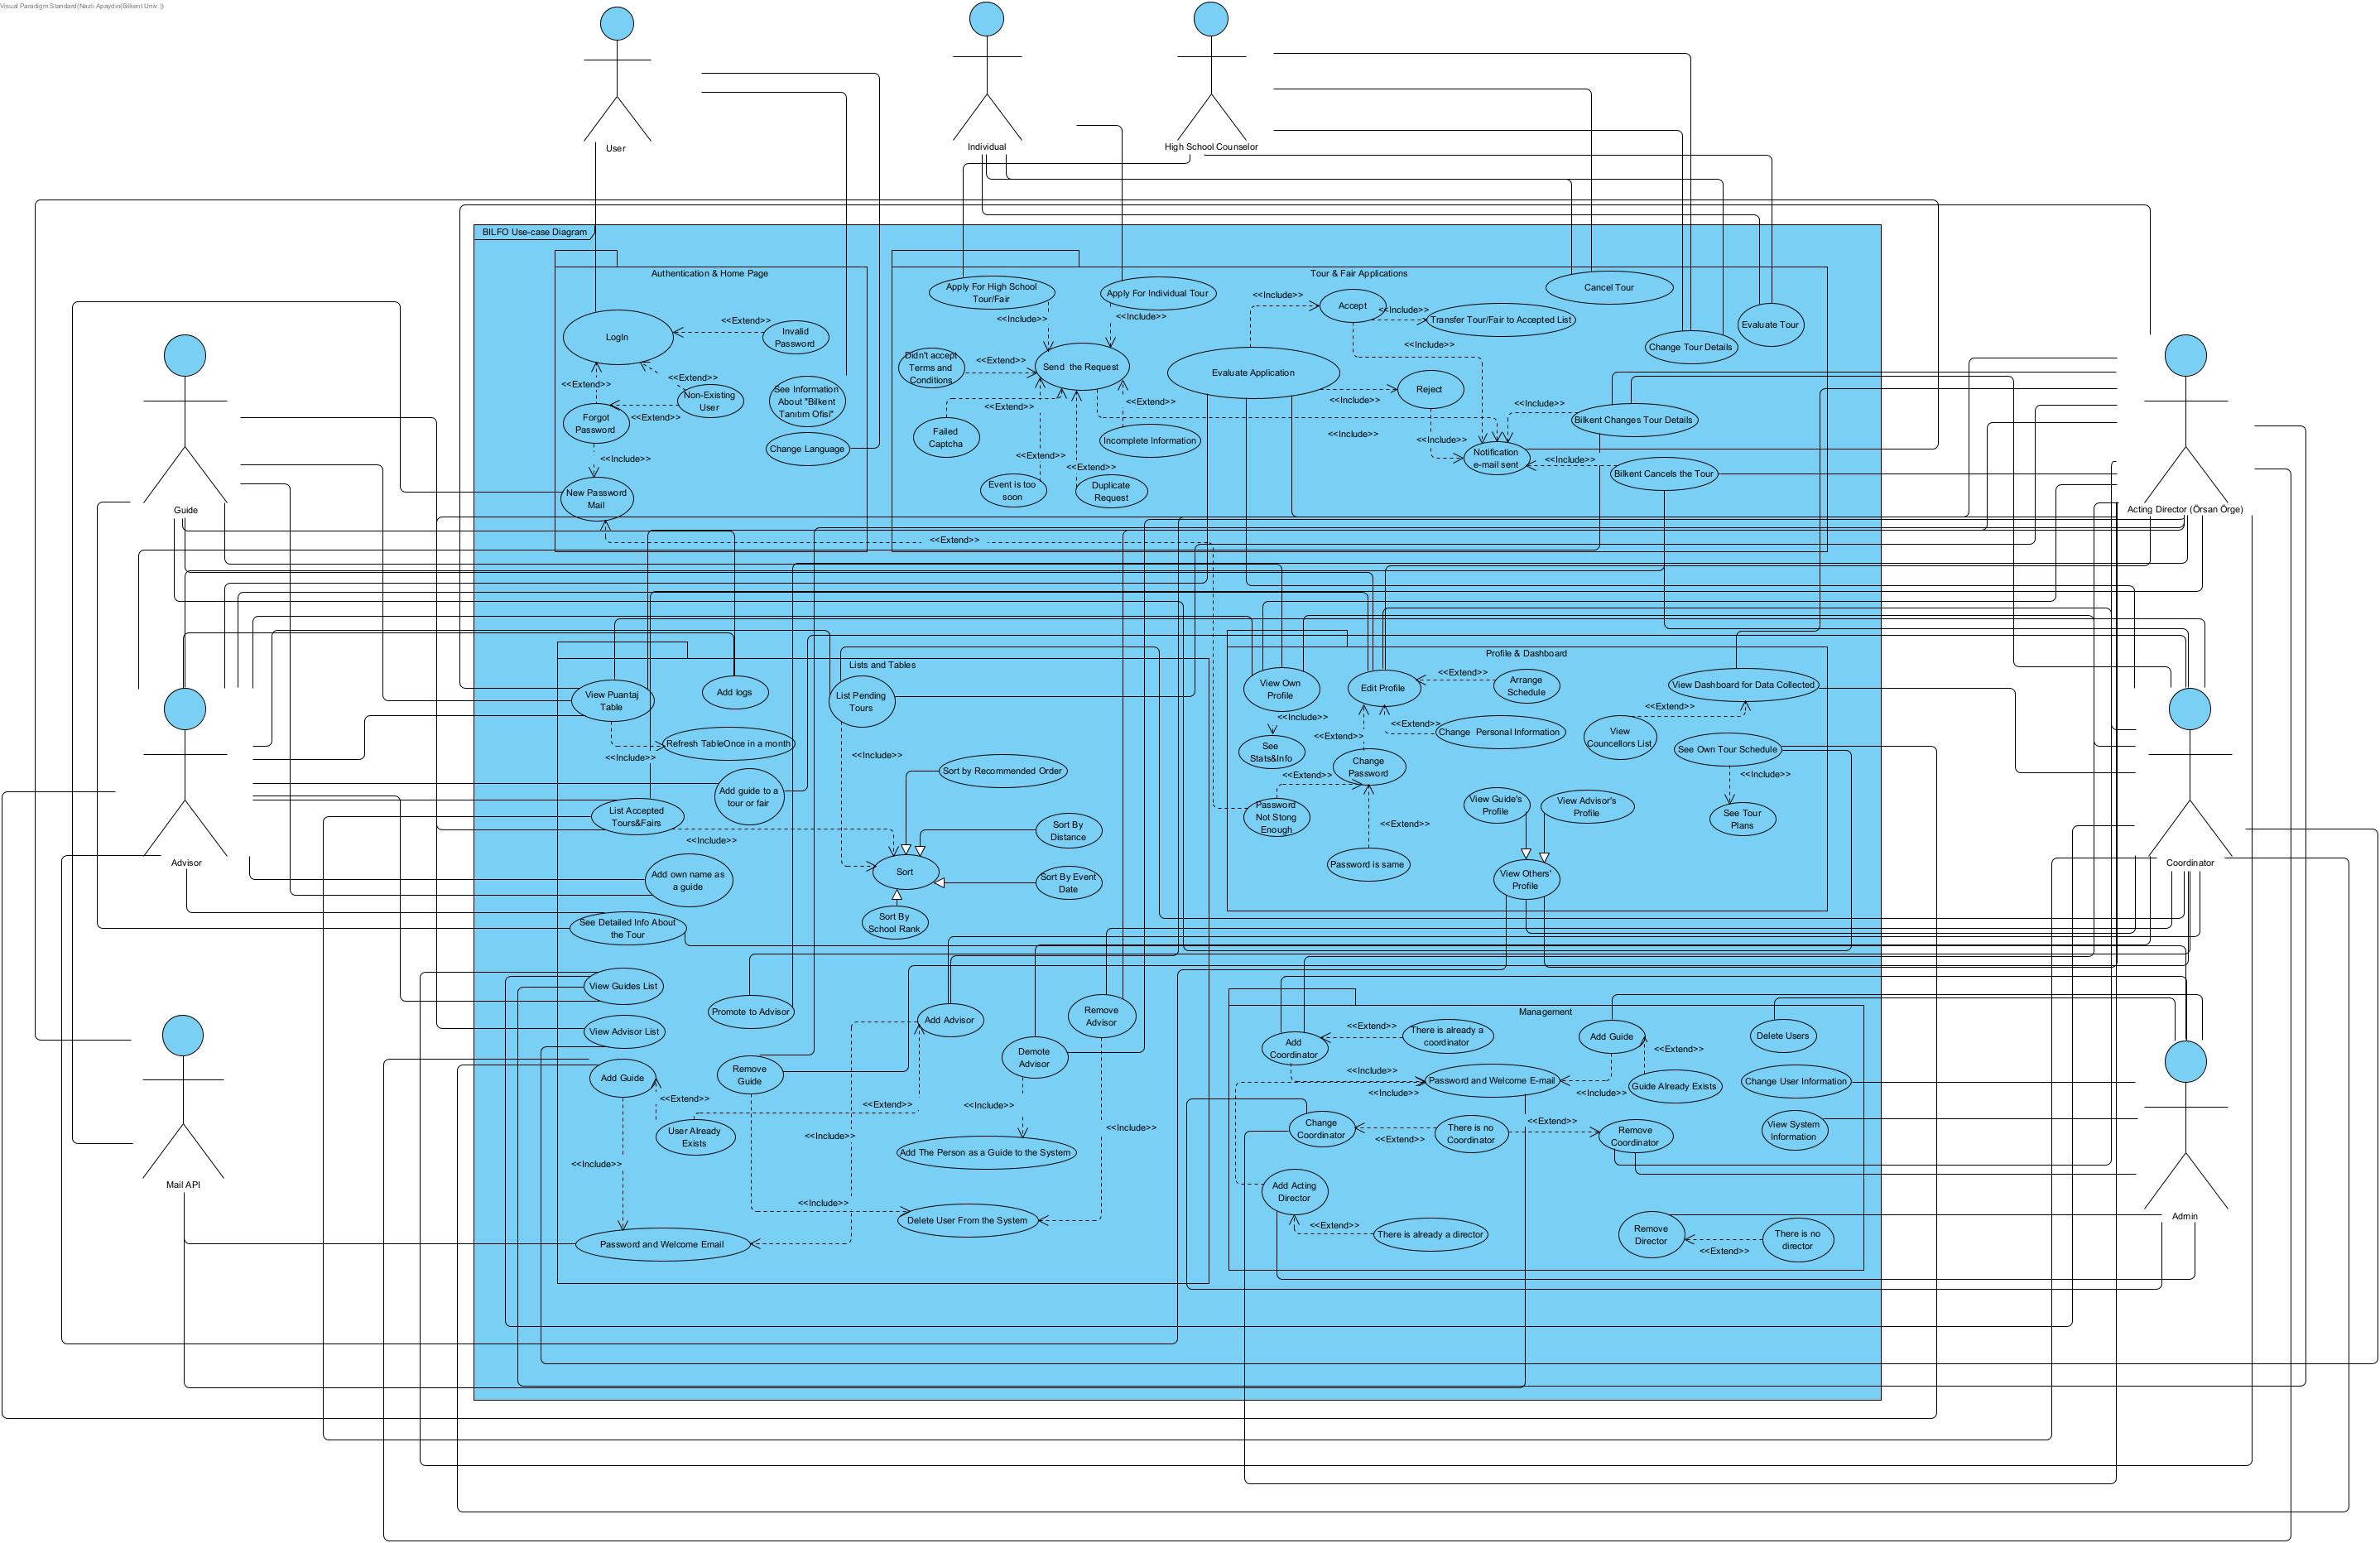 Visual Paradigm Standard(Nazlı Apaydın(Bilkent Univ.))
User
Individual
High School Counselor
BILFO Use-case Diagram
Authentication & Home Page
LogIn
<<Extend>>
Invalid
Password
<<Extend>>
<<Extend>>
Non-Existing
User
<<Extend>>
Forgot
Password
See Information
About "Bilkent
Tanıtım Ofisi"
Change Language
<<Include>>
New Password
Mail
<<Extend>>
Tour & Fair Applications
Apply For High School
Tour/Fair
Apply For Individual Tour
<<Include>>
<<Include>>
Didn't accept
Terms and
Conditions
<<Extend>>
Send  the Request
<<Extend>>
<<Extend>>
Failed
Captcha
Incomplete Information
<<Extend>>
<<Extend>>
Event is too
soon
Duplicate
Request
<<Include>>
Accept
<<Include>>
Transfer Tour/Fair to Accepted List
<<Include>>
Evaluate Application
Reject
<<Include>>
<<Include>>
<<Include>>
Notification
e-mail sent
<<Include>>
Bilkent Changes Tour Details
<<Include>>
Bilkent Cancels the Tour
Cancel Tour
Change Tour Details
Evaluate Tour
Guide
Advisor
Mail API
Acting Director (Örsan Örge)
Coordinator
Admin
Lists and Tables
View Puantaj
Table
Add logs
List Pending
Tours
Refresh TableOnce in a month
<<Include>>
<<Include>>
Sort by Recommended Order
Add guide to a
tour or fair
List Accepted
Tours&Fairs
<<Include>>
Sort By
Distance
Sort
Sort By Event
Date
Add own name as
a guide
Sort By
School Rank
See Detailed Info About
the Tour
View Guides List
Promote to Advisor
Add Advisor
Remove
Advisor
View Advisor List
Demote
Advisor
Add Guide
Remove
Guide
<<Extend>>
<<Extend>>
<<Include>>
User Already
Exists
<<Include>>
<<Include>>
Add The Person as a Guide to the System
<<Include>>
<<Include>>
Delete User From the System
Password and Welcome Email
Profile & Dashboard
View Own
Profile
Edit Profile
<<Extend>>
Arrange
Schedule
View Dashboard for Data Collected
<<Include>>
<<Extend>>
<<Extend>>
Change  Personal Information
<<Extend>>
View
Councellors List
See
Stats&Info
See Own Tour Schedule
Change
Password
<<Extend>>
<<Include>>
Password
Not Stong
Enough
View Guide's
Profile
View Advisor's
Profile
See Tour
Plans
<<Extend>>
Password is same
View Others'
Profile
Management
Add
Coordinator
<<Extend>>
There is already a
coordinator
Add Guide
Delete Users
<<Extend>>
<<Include>>
Password and Welcome E-mail
<<Include>>
<<Include>>
Guide Already Exists
Change User Information
Change
Coordinator
<<Extend>>
There is no
Coordinator
<<Extend>>
Remove
Coordinator
View System
Information
Add Acting
Director
<<Extend>>
There is already a director
Remove
Director
<<Extend>>
There is no
director